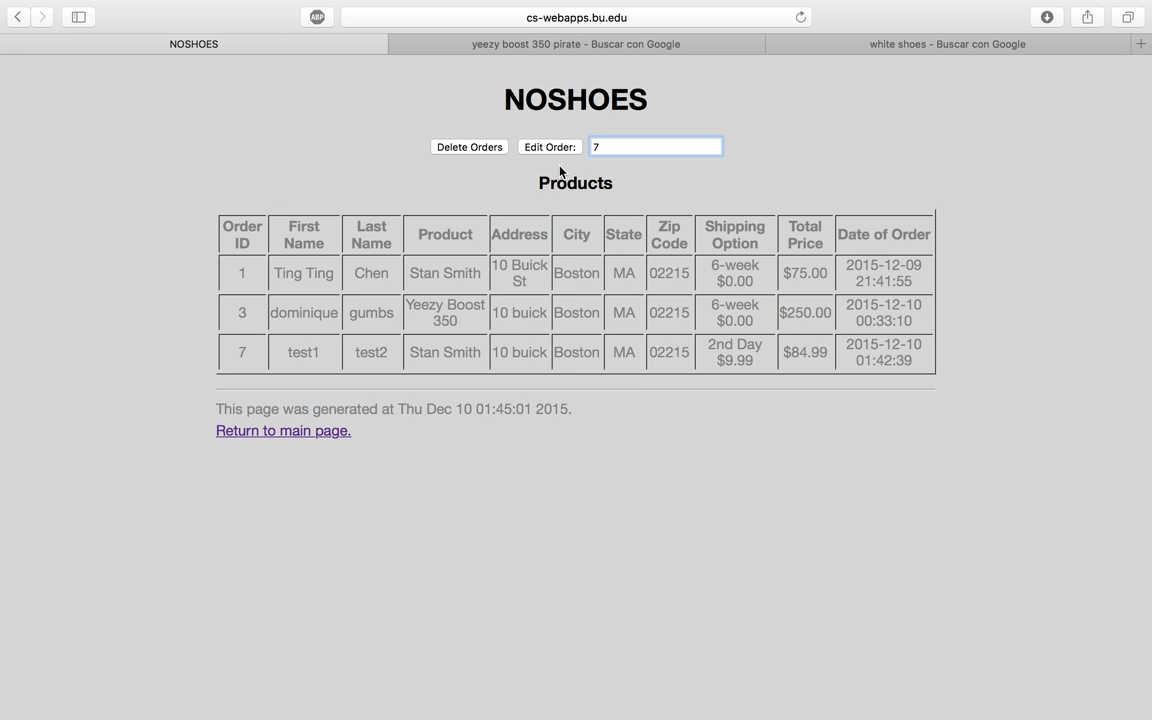 ABP
cs-webapps.bu.edu
NOSHOES
yeezy boost 350 pirate - Buscar con Google
white shoes - Buscar con Google
NOSHOES
Delete Orders Edit Order: 7
Products
Order ID First Name Last Name Product Address City State Zip Code Shipping Option Total Price Date of Order
1 Ting Ting Chen Stan Smith 10 Buick St Boston MA 02215 6-week $0.00 $75.00 2015-12-09 21:41:55
3 dominique gumbs Yeezy Boost 350 10 buick Boston MA 02215 6-week $0.00 $250.00 2015-12-10 00:33:10
7 test1 test2 Stan Smith 10 buick Boston MA 02215 2nd Day $9.99 $84.99 2015-12-10 01:42:39
This page was generated at Thu Dec 10 01:45:01 2015.
Return to main page.